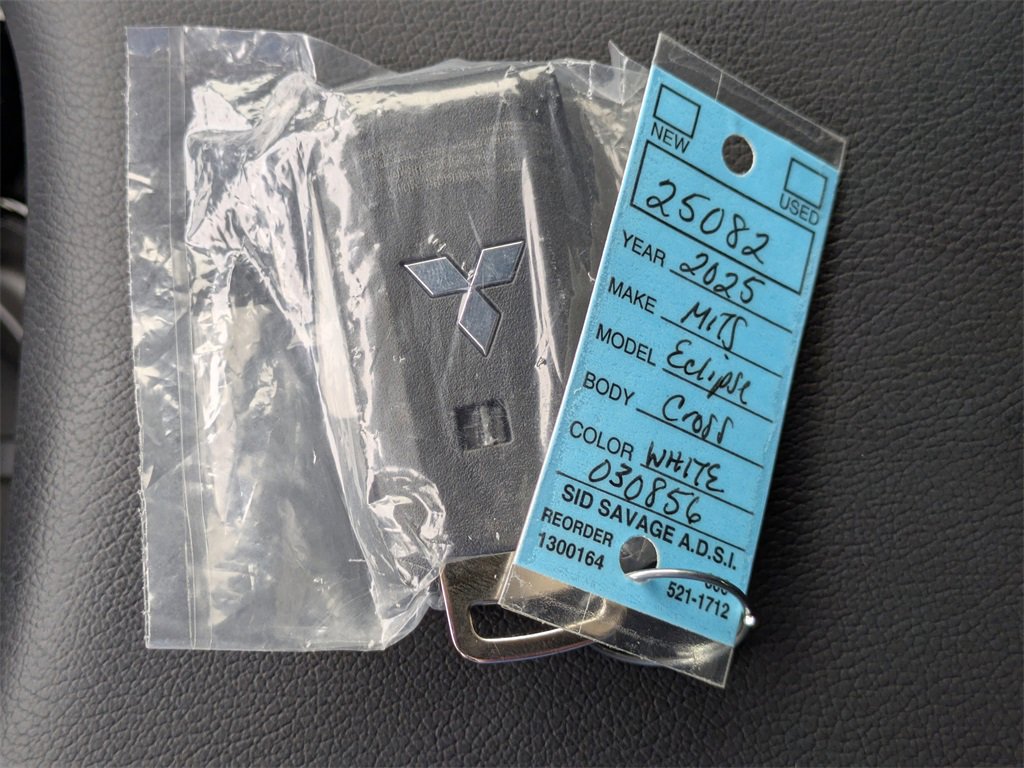 NEW
USED
25082
YEAR 2025
MAKE MITS
MODEL Eclipse
BODY Cross
COLOR WHITE
030856
SID SAVAGE A.D.S.I.
REORDER
1300164
521-1712